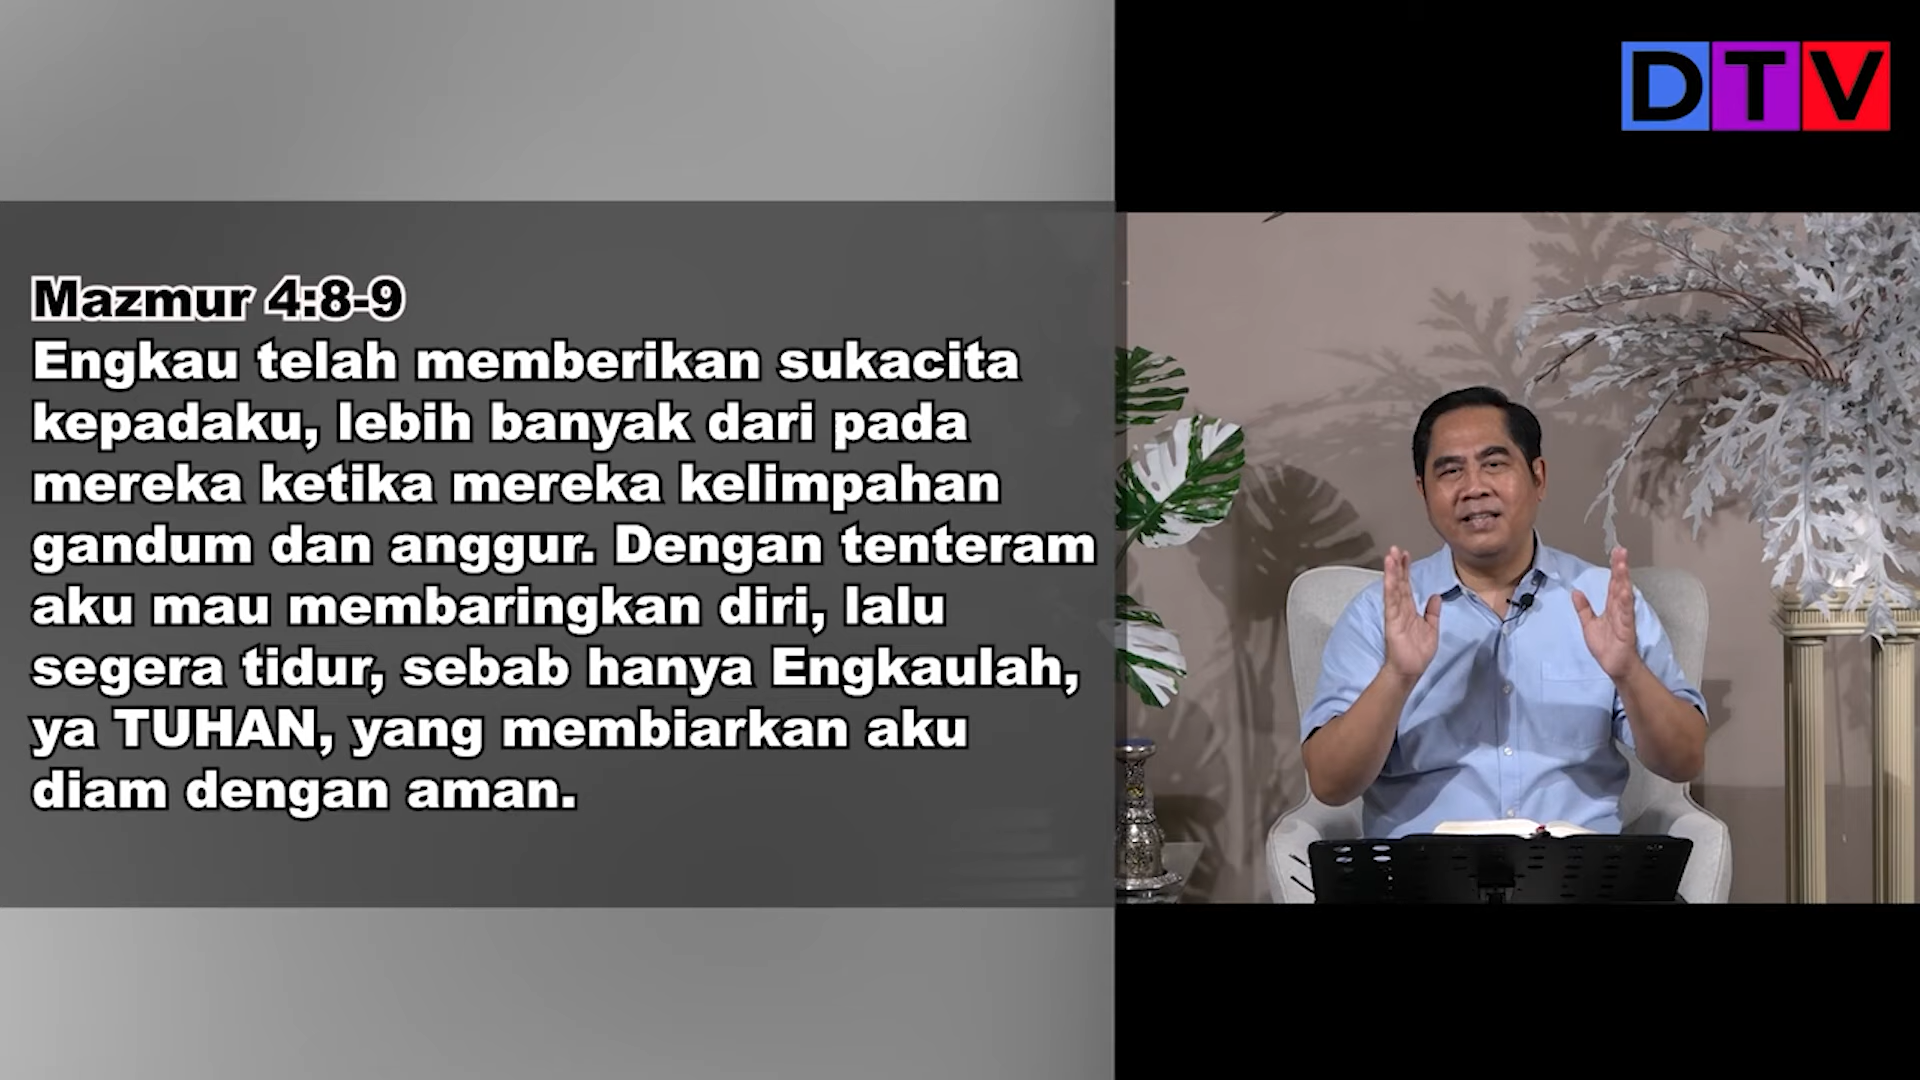 DTV
Mazmur 4:8-9
Engkau telah memberikan sukacita
kepadaku, lebih banyak dari pada
mereka ketika mereka kelimpahan
gandum dan anggur. Dengan tenteram
aku mau membaringkan diri, lalu
segera tidur, sebab hanya Engkaulah,
ya TUHAN, yang membiarkan aku
diam dengan aman.